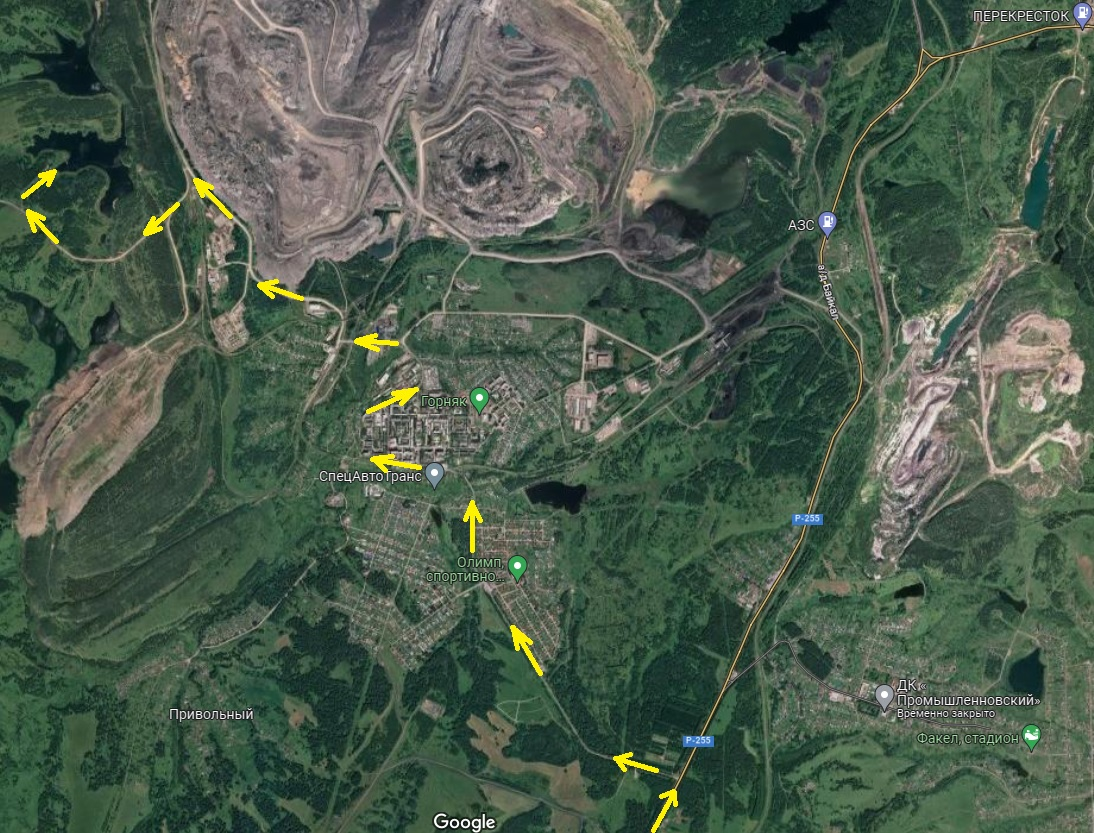 ПЕРЕКРЕСТОК
АЗС
а/д Байкал
Горняк
СпецАвтоТранс
Р-255
Олимп,
спортивно...
ДК «
Промышленновский»
Временно закрыто
Привольный
Факел, стадион
Р-255
Google